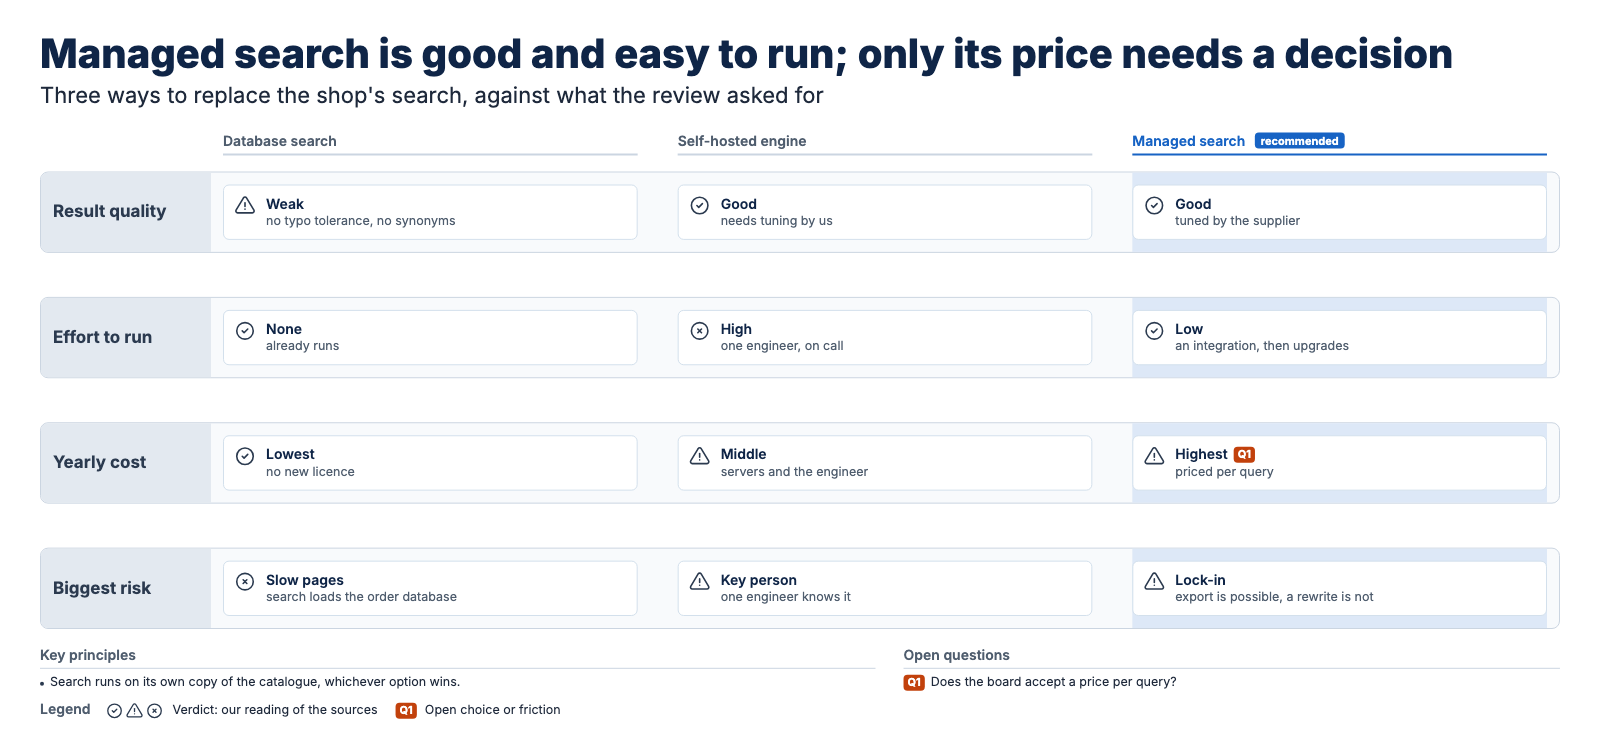 Managed search is good and easy to run; only its price needs a decision
Three ways to replace the shop's search, against what the review asked for
Database search
Self-hosted engine
Managed search recommended
Result quality
Weak
no typo tolerance, no synonyms
Good
needs tuning by us
Good
tuned by the supplier
Effort to run
None
already runs
High
one engineer, on call
Low
an integration, then upgrades
Yearly cost
Lowest
no new licence
Middle
servers and the engineer
Highest Q1
priced per query
Biggest risk
Slow pages
search loads the order database
Key person
one engineer knows it
Lock-in
export is possible, a rewrite is not
Key principles
• Search runs on its own copy of the catalogue, whichever option wins.
Open questions
Q1 Does the board accept a price per query?
Legend Verdict: our reading of the sources Q1 Open choice or friction